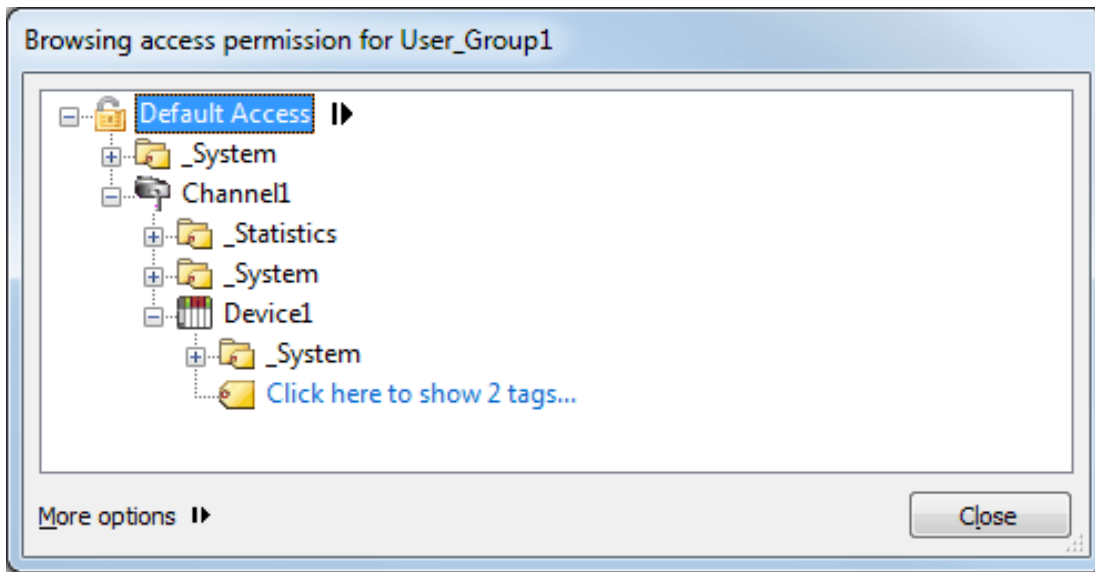 Browsing access permission for User_Group1
Default Access
_System
Channel1
_Statistics
_System
Device1
_System
Click here to show 2 tags...
More options
Close